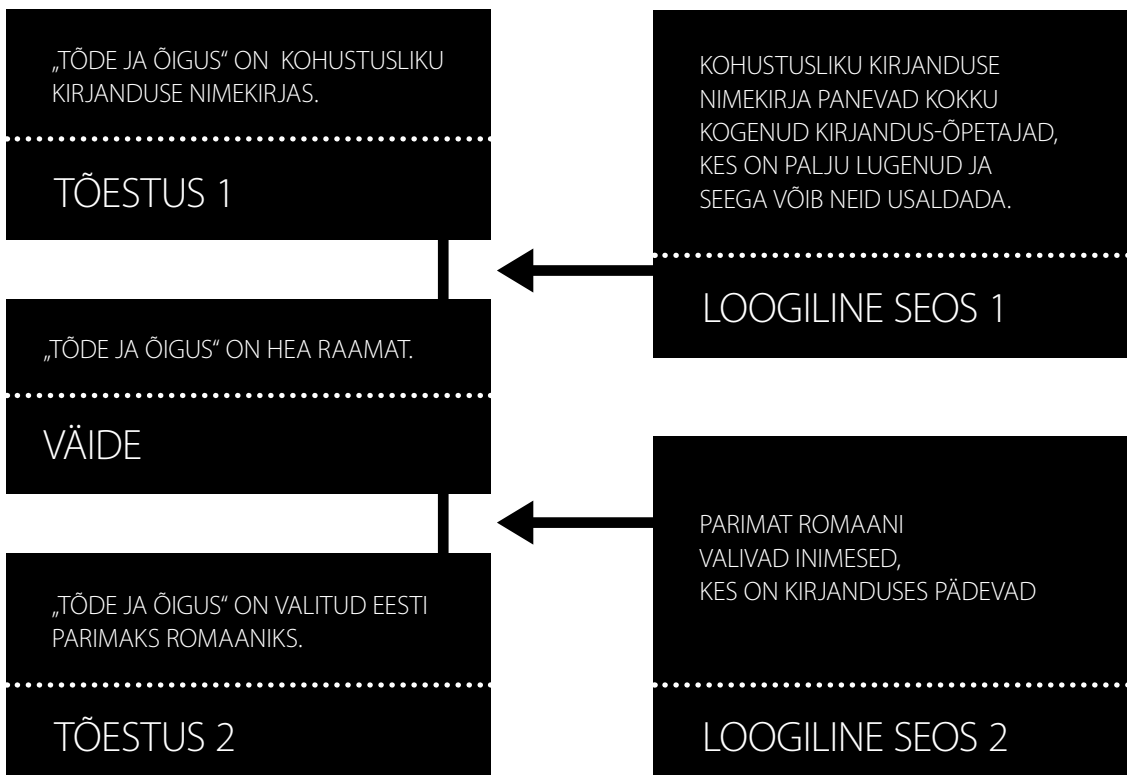 „TÕDE JA ÕIGUS“ ON KOHUSTUSLIKU
KIRJANDUSE NIMEKIRJAS.
TÕESTUS 1
KOHUSTUSLIKU KIRJANDUSE
NIMEKIRJA PANEVAD KOKKU
KOGENUD KIRJANDUS-ÕPETAJAD,
KES ON PALJU LUGENUD JA
SEEGA VÕIB NEID USALDADA.
LOOGILINE SEOS 1
„TÕDE JA ÕIGUS“ ON HEA RAAMAT.
VÄIDE
PARIMAT ROMAANI
VALIVAD INIMESED,
KES ON KIRJANDUSES PÄDEVAD
LOOGILINE SEOS 2
„TÕDE JA ÕIGUS“ ON VALITUD EESTI
PARIMAKS ROMAANIKS.
TÕESTUS 2